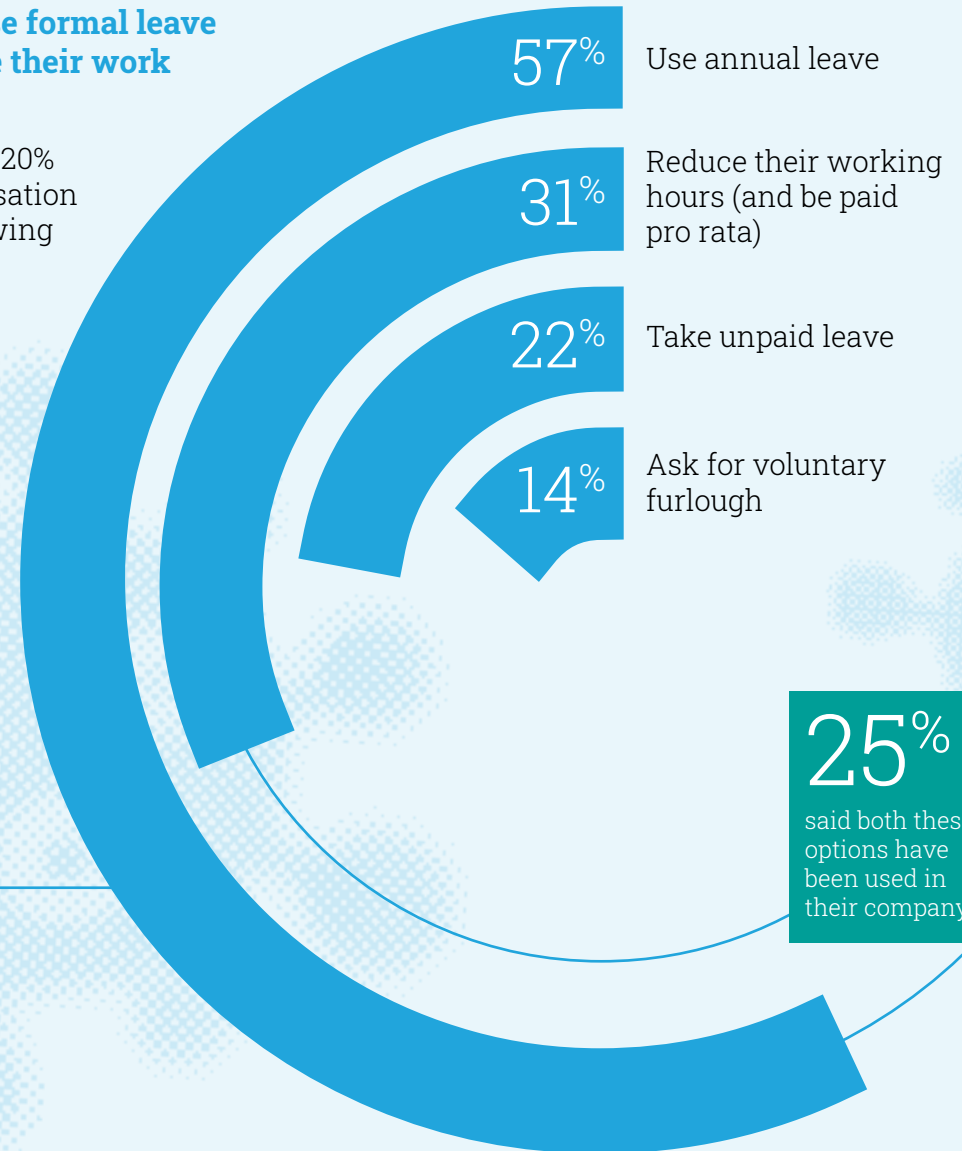 se formal leave
e their work
20%
sation
ving
57%
Use annual leave
31%
Reduce their working
hours (and be paid
pro rata)
22%
Take unpaid leave
14%
Ask for voluntary
furlough
25%
said both thes
options have
been used in
their company